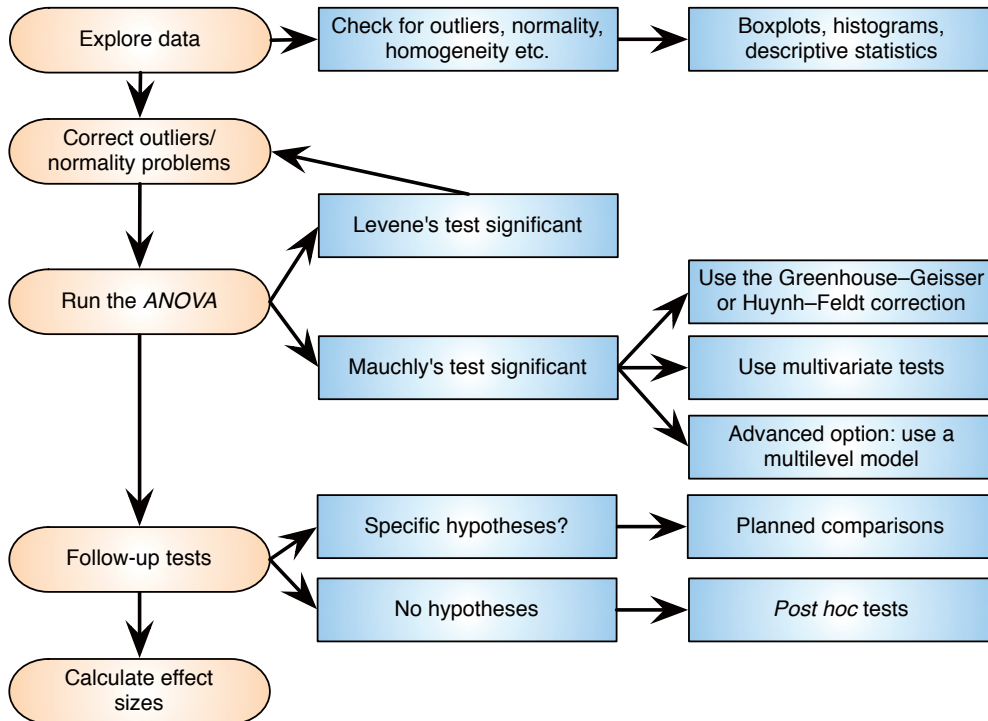 Explore data
Check for outliers, normality,
homogeneity etc.
Boxplots, histograms,
descriptive statistics
Correct outliers/
normality problems
Levene's test significant
Run the ANOVA
Use the Greenhouse–Geisser
or Huynh–Feldt correction
Mauchly's test significant
Use multivariate tests
Advanced option: use a
multilevel model
Specific hypotheses?
Planned comparisons
Follow-up tests
No hypotheses
Post hoc tests
Calculate effect
sizes